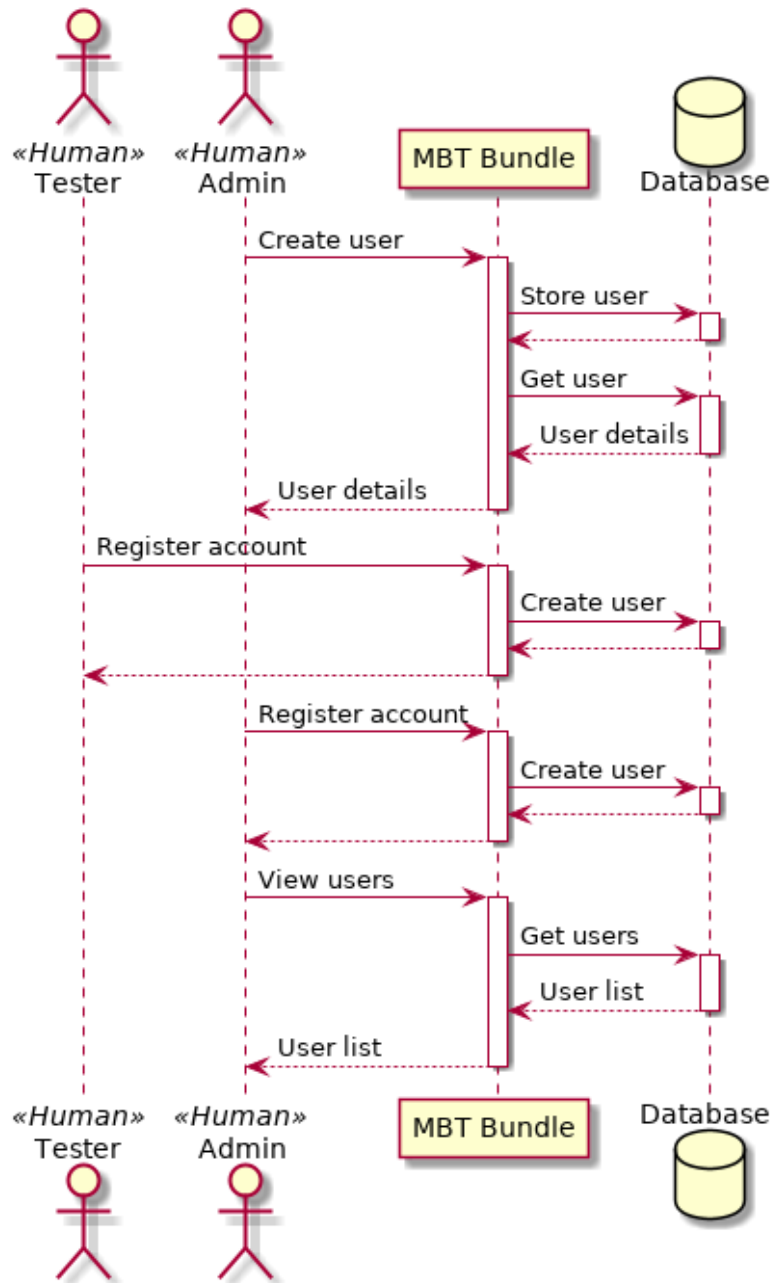 «Human» «Human»
Tester Admin MBT Bundle Database
Create user
Store user
Get user
User details
User details
Register account
Create user
Register account
Create user
View users
Get users
User list
User list
«Human» «Human»
Tester Admin MBT Bundle Database